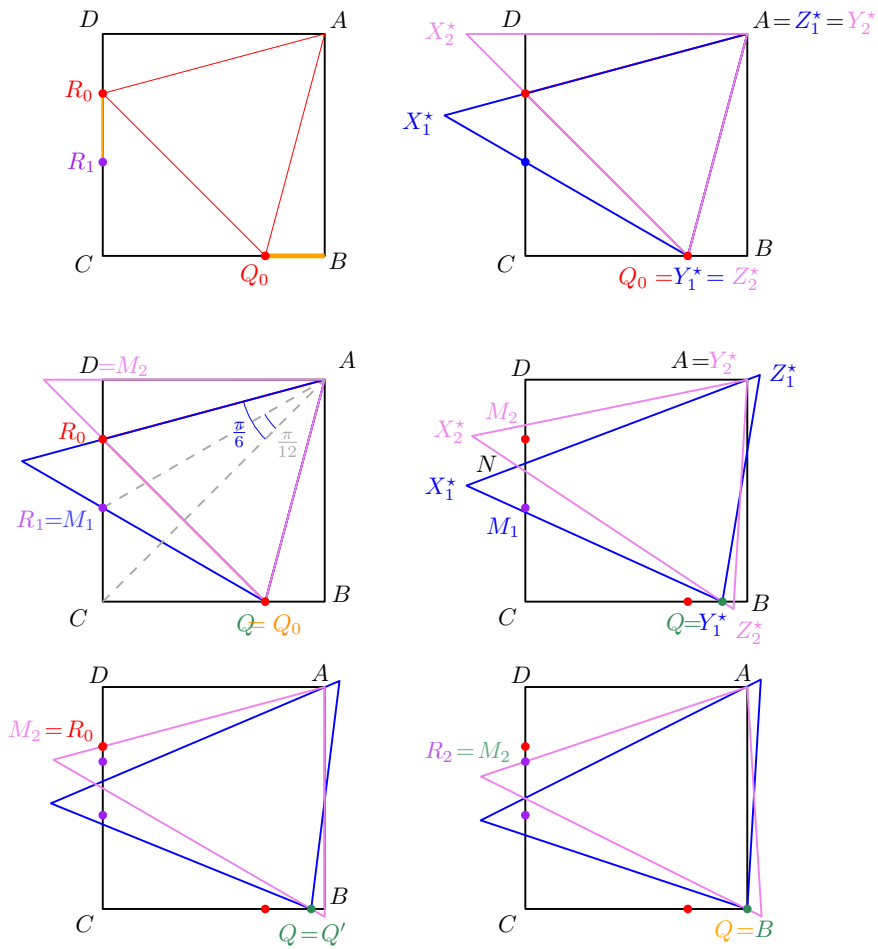 D A
R₀
R₁
C Q₀ B
D A = Z₁⋆ = Y₂⋆
X₂⋆
X₁⋆
C B
Q₀ = Y₁⋆ = Z₂⋆
D = M₂ A
R₀ π/6 π/12
R₁ = M₁
C B
Q = Q₀
D A = Y₂⋆ Z₁⋆
M₂
X₂⋆
N
X₁⋆
M₁
C B
Q = Y₁⋆ Z₂⋆
D A
M₂ = R₀
C B
Q = Q′
D A
R₂ = M₂
C
Q = B